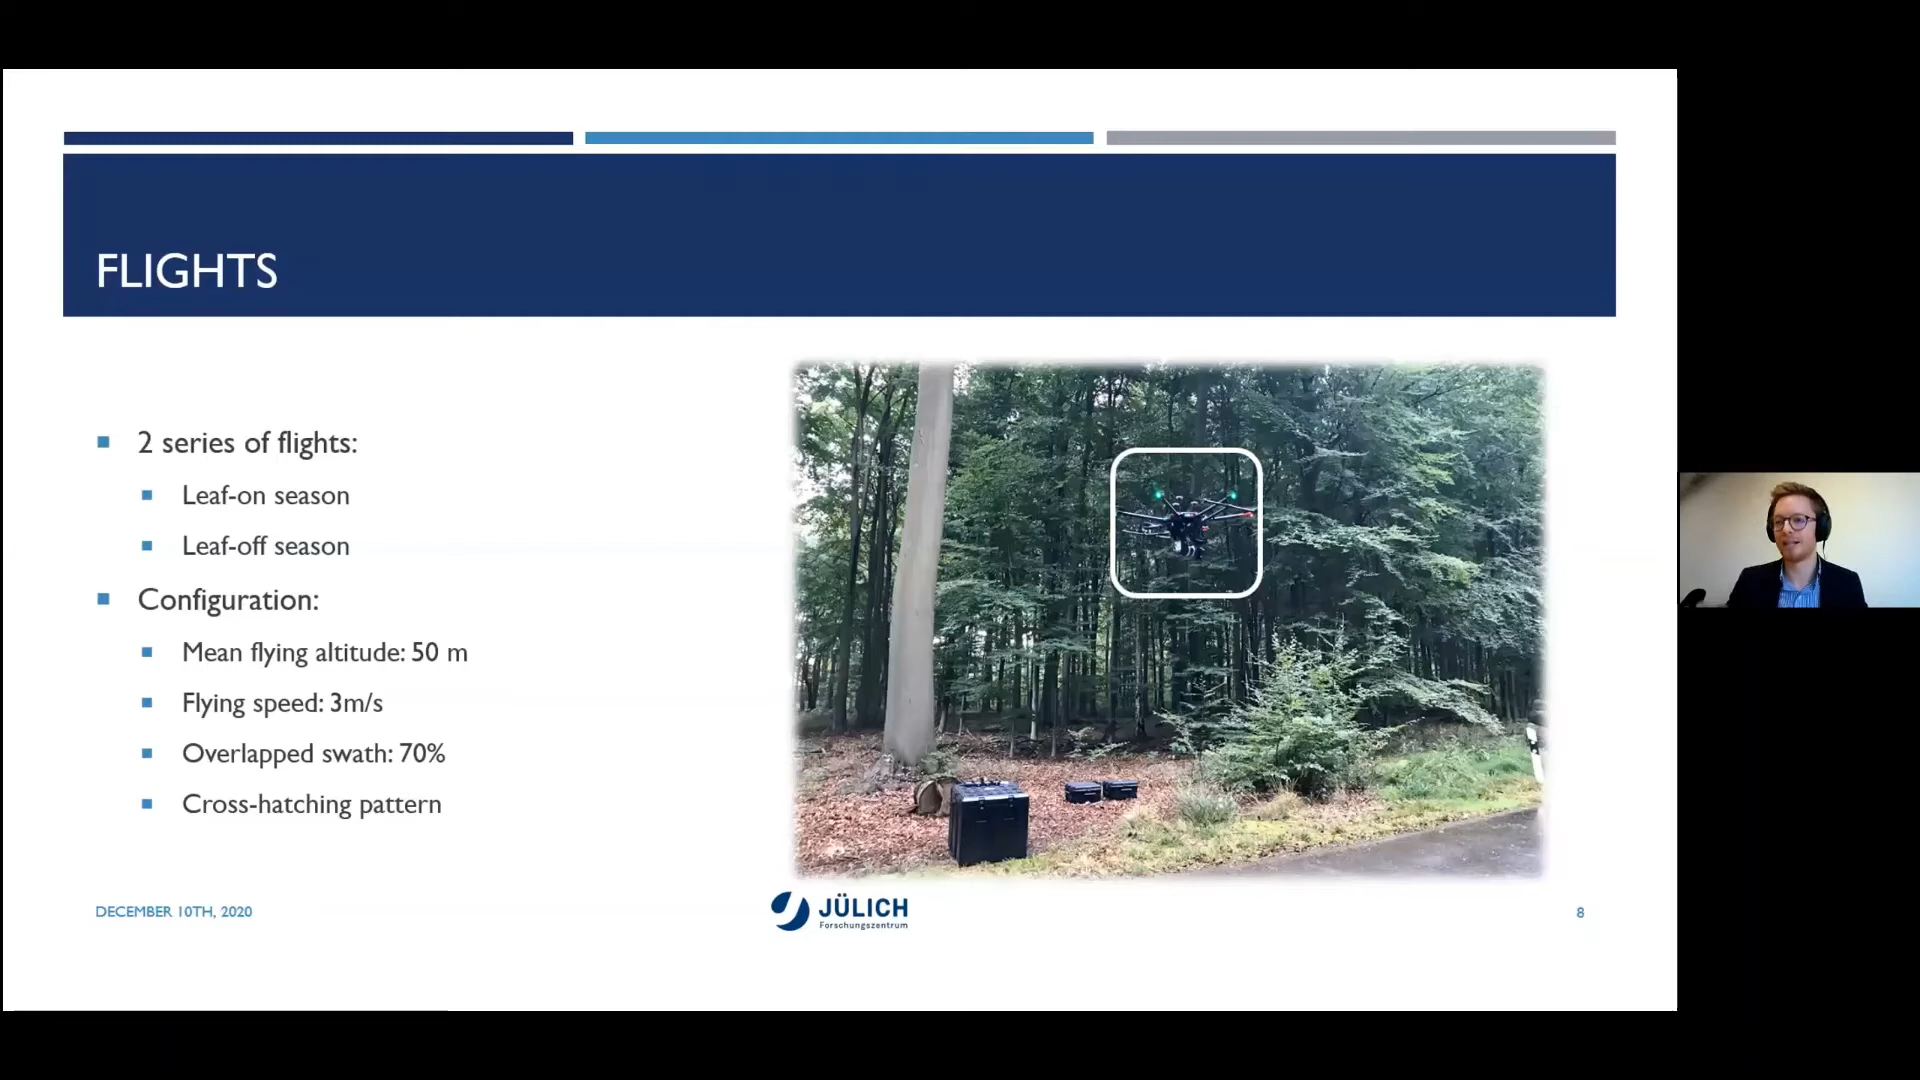 FLIGHTS
2 series of flights:
Leaf-on season
Leaf-off season
Configuration:
Mean flying altitude: 50 m
Flying speed: 3m/s
Overlapped swath: 70%
Cross-hatching pattern
DECEMBER 10TH, 2020
JÜLICH
Forschungszentrum
8